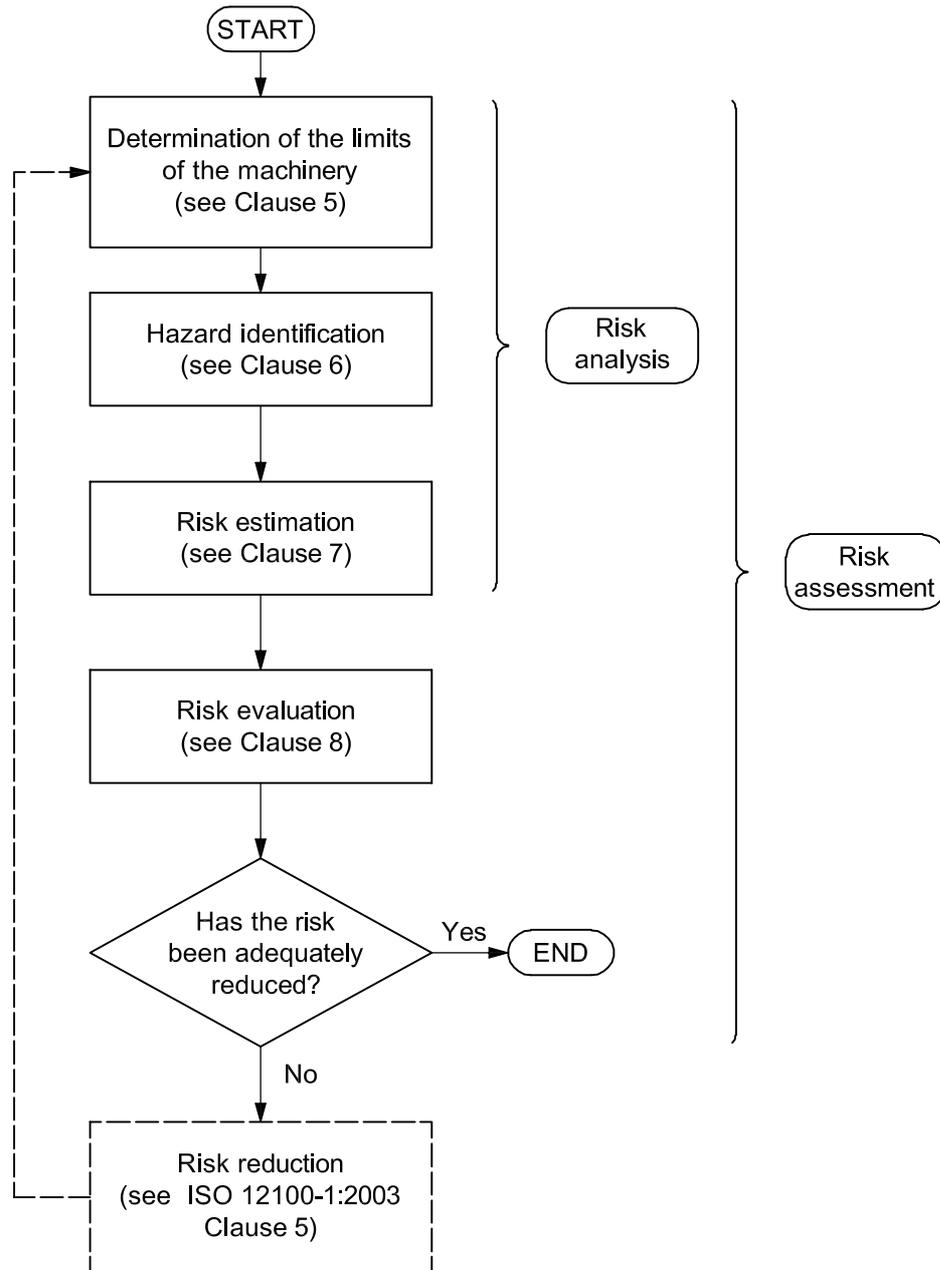 START
Determination of the limits
of the machinery
(see Clause 5)
Hazard identification
(see Clause 6)
Risk
analysis
Risk estimation
(see Clause 7)
Risk
assessment
Risk evaluation
(see Clause 8)
Has the risk
been adequately
reduced?
Yes
END
No
Risk reduction
(see ISO 12100-1:2003
Clause 5)